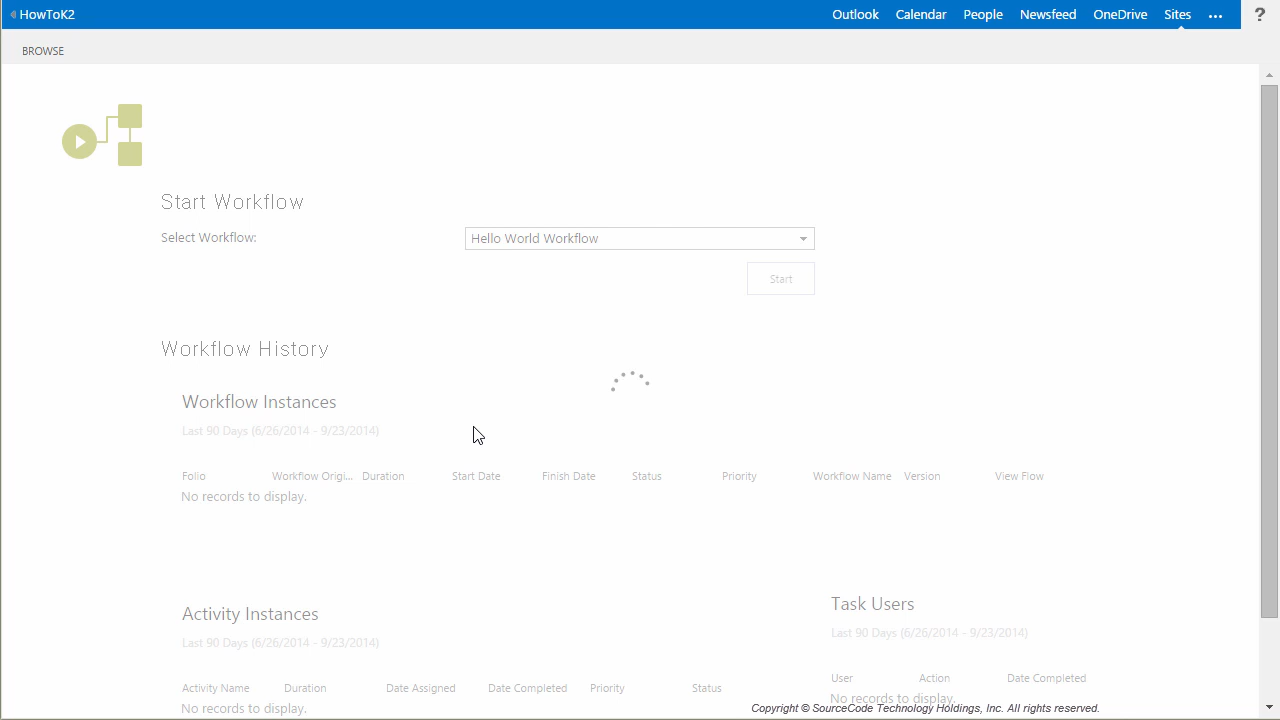 HowToK2 Outlook Calendar People Newsfeed OneDrive Sites ... ?
BROWSE
Start Workflow
Select Workflow: Hello World Workflow
Start
Workflow History
Workflow Instances
Last 90 Days (6/26/2014 - 9/23/2014)
Folio Workflow Origi... Duration Start Date Finish Date Status Priority Workflow Name Version View Flow
No records to display.
Activity Instances
Last 90 Days (6/26/2014 - 9/23/2014)
Activity Name Duration Date Assigned Date Completed Priority Status
No records to display.
Task Users
Last 90 Days (6/26/2014 - 9/23/2014)
User Action Date Completed
No records to display.
Copyright © SourceCode Technology Holdings, Inc. All rights reserved.